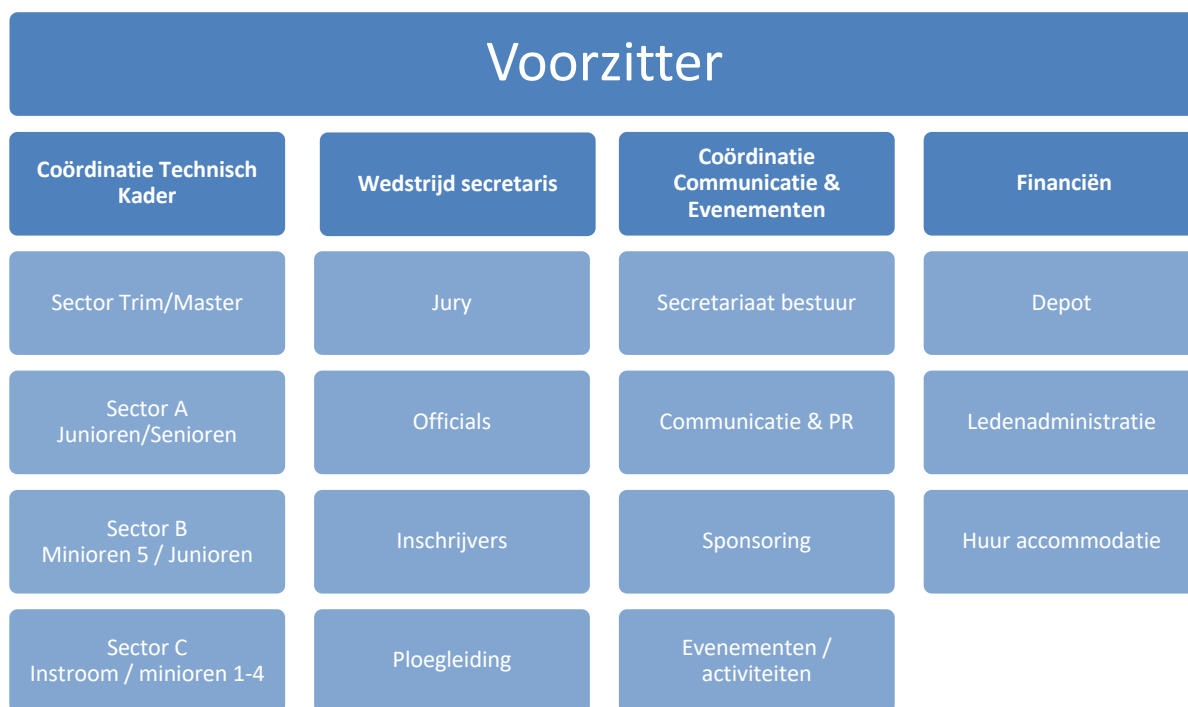 Voorzitter
Coördinatie Technisch
Kader
Wedstrijd secretaris
Coördinatie
Communicatie &
Evenementen
Financiën
Sector Trim/Master
Jury
Secretariaat bestuur
Depot
Sector A
Junioren/Senioren
Officials
Communicatie & PR
Ledenadministratie
Sector B
Minioren 5 / Junioren
Inschrijvers
Sponsoring
Huur accommodatie
Sector C
Instroom / minioren 1-4
Ploegleiding
Evenementen /
activiteiten